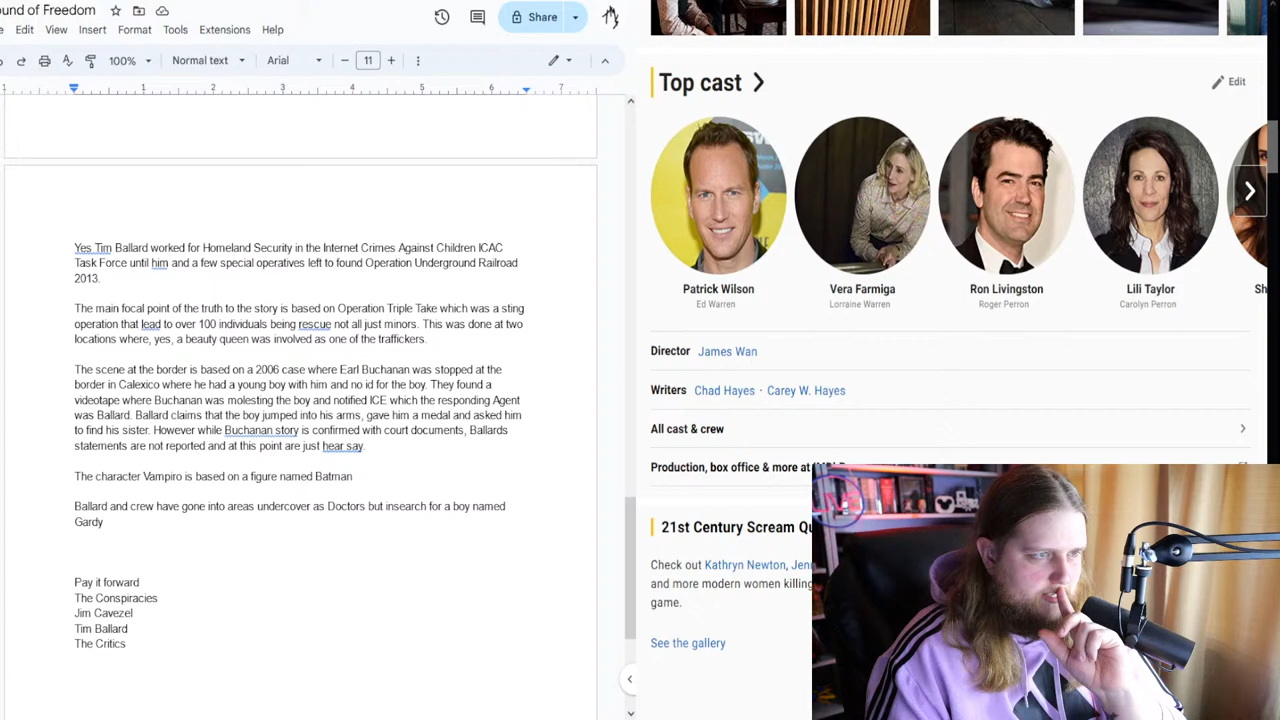 ound of Freedom
Edit View Insert Format Tools Extensions Help
Share
100% Normal text Arial 11
1 1 2 3 4 5 6 7
Yes Tim Ballard worked for Homeland Security in the Internet Crimes Against Children ICAC
Task Force until him and a few special operatives left to found Operation Underground Railroad
2013.
The main focal point of the truth to the story is based on Operation Triple Take which was a sting
operation that lead to over 100 individuals being rescue not all just minors. This was done at two
locations where, yes, a beauty queen was involved as one of the traffickers.
The scene at the border is based on a 2006 case where Earl Buchanan was stopped at the
border in Calexico where he had a young boy with him and no id for the boy. They found a
videotape where Buchanan was molesting the boy and notified ICE which the responding Agent
was Ballard. Ballard claims that the boy jumped into his arms, gave him a medal and asked him
to find his sister. However while Buchanan story is confirmed with court documents, Ballards
statements are not reported and at this point are just hear say.
The character Vampiro is based on a figure named Batman
Ballard and crew have gone into areas undercover as Doctors but insearch for a boy named
Gardy
Pay it forward
The Conspiracies
Jim Cavezel
Tim Ballard
The Critics
Top cast
Edit
Patrick Wilson
Ed Warren
Vera Farmiga
Lorraine Warren
Ron Livingston
Roger Perron
Lili Taylor
Carolyn Perron
Sh
Director James Wan
Writers Chad Hayes · Carey W. Hayes
All cast & crew
Production, box office & more at
21st Century Scream Qu
Check out Kathryn Newton, Jen
and more modern women killing
game.
See the gallery